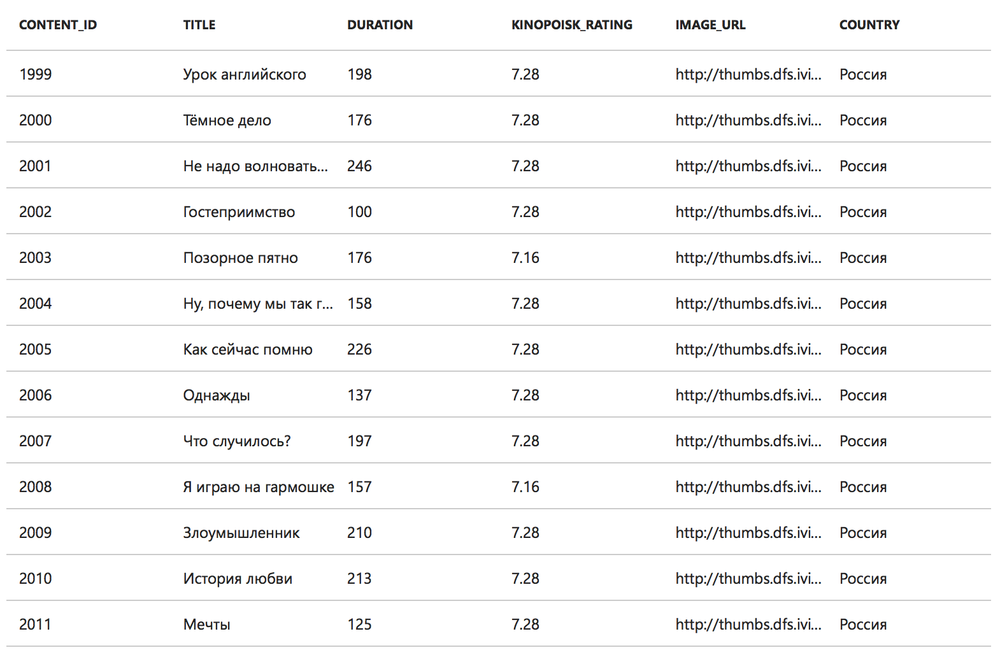 CONTENT_ID TITLE DURATION KINOPOISK_RATING IMAGE_URL COUNTRY
1999 Урок английского 198 7.28 http://thumbs.dfs.ivi... Россия
2000 Тёмное дело 176 7.28 http://thumbs.dfs.ivi... Россия
2001 Не надо волновать... 246 7.28 http://thumbs.dfs.ivi... Россия
2002 Гостеприимство 100 7.28 http://thumbs.dfs.ivi... Россия
2003 Позорное пятно 176 7.16 http://thumbs.dfs.ivi... Россия
2004 Ну, почему мы так г... 158 7.28 http://thumbs.dfs.ivi... Россия
2005 Как сейчас помню 226 7.28 http://thumbs.dfs.ivi... Россия
2006 Однажды 137 7.28 http://thumbs.dfs.ivi... Россия
2007 Что случилось? 197 7.28 http://thumbs.dfs.ivi... Россия
2008 Я играю на гармошке 157 7.16 http://thumbs.dfs.ivi... Россия
2009 Злоумышленник 210 7.28 http://thumbs.dfs.ivi... Россия
2010 История любви 213 7.28 http://thumbs.dfs.ivi... Россия
2011 Мечты 125 7.28 http://thumbs.dfs.ivi... Россия